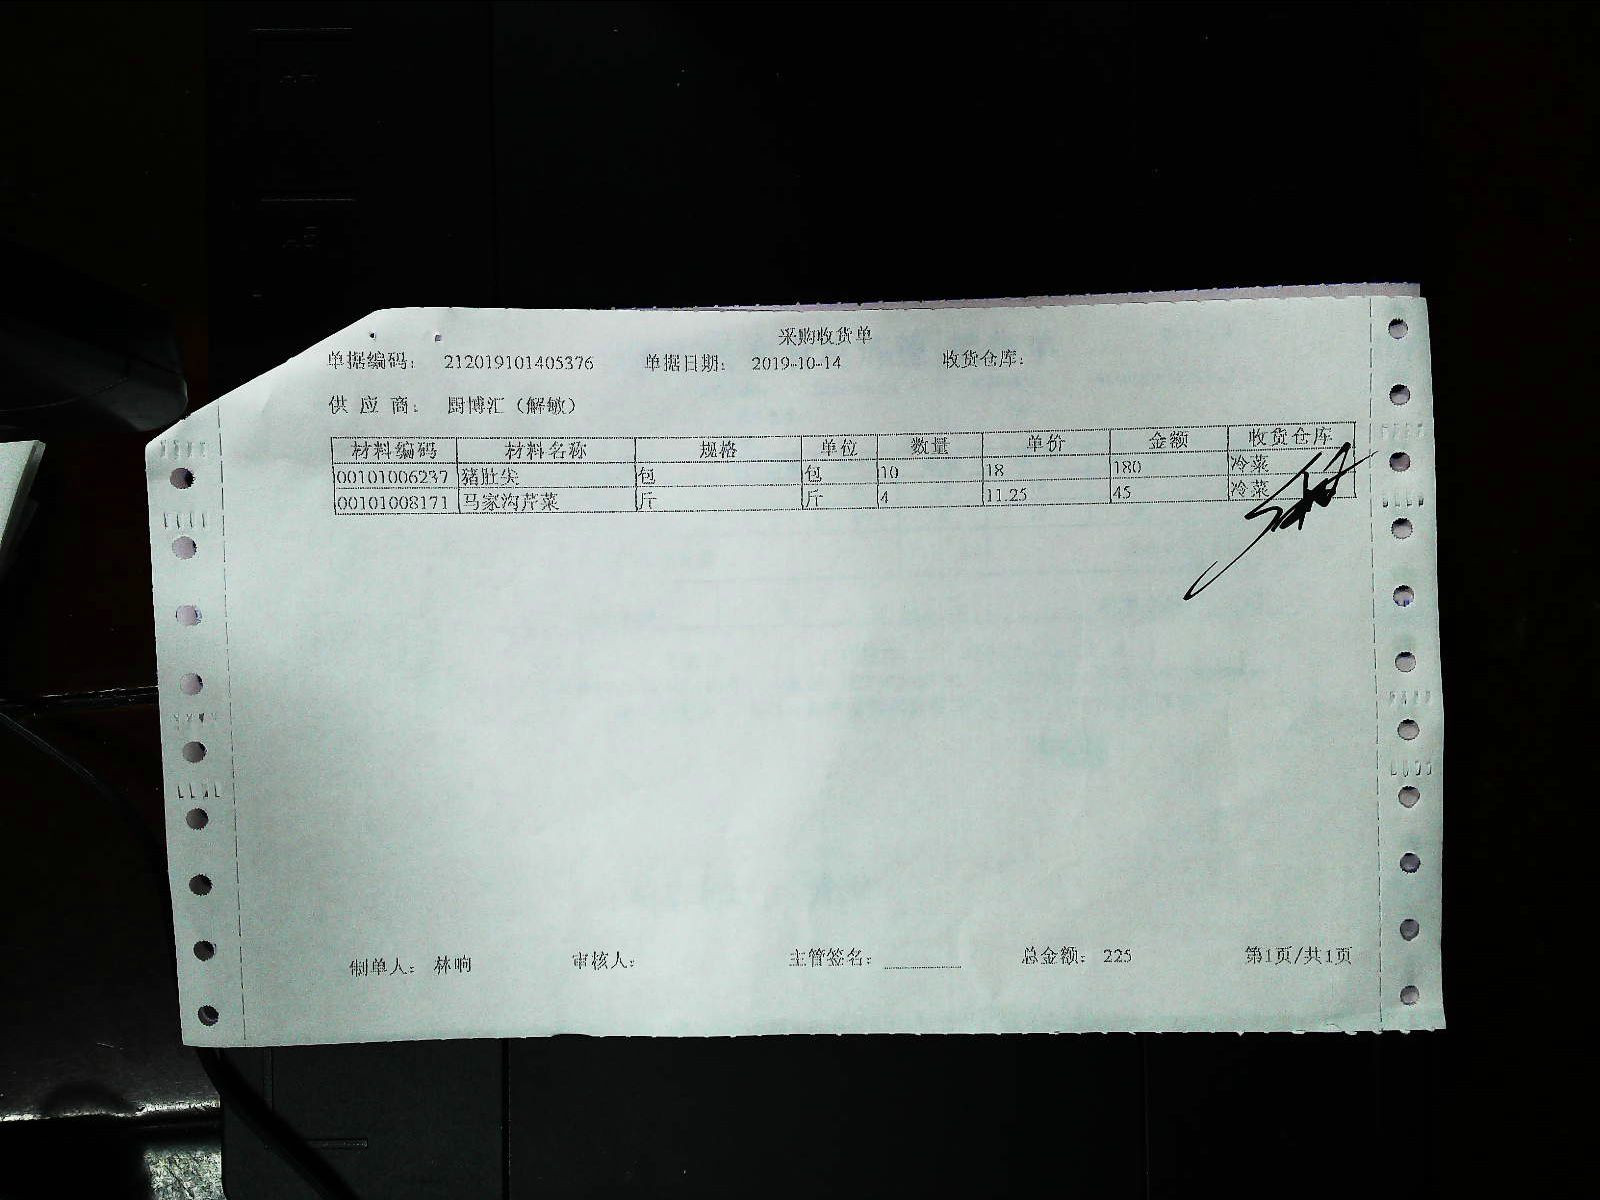 采购收货单
单据编码： 212019101405376 单据日期： 2019-10-14 收货仓库：
供 应 商： 厨博汇（解敏）
材料编码 材料名称 规格 单位 数量 单价 金额 收货仓库
00101006237 猪肚尖 包 包 10 18 180 冷菜
00101008171 马家沟芹菜 斤 斤 4 11.25 45 冷菜
制单人： 林响 审核人： 主管签名： 总金额： 225 第1页/共1页